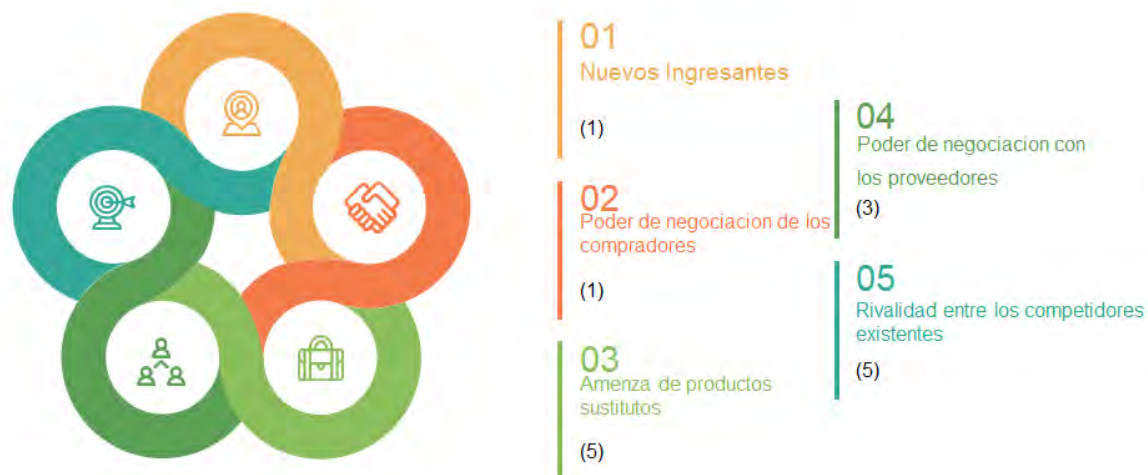 01
Nuevos Ingresantes
(1)
02
Poder de negociacion de los
compradores
(1)
03
Amenza de productos
sustitutos
(5)
04
Poder de negociacion con
los proveedores
(3)
05
Rivalidad entre los competidores
existentes
(5)